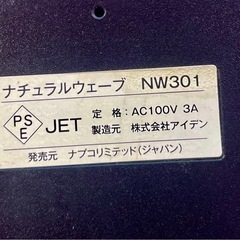 ナチュラルウェーブ NW301
PSE JET 定格：AC100V 3A
製造元 株式会社アイデン
発売元 ナブコリミテッド(ジャパン)